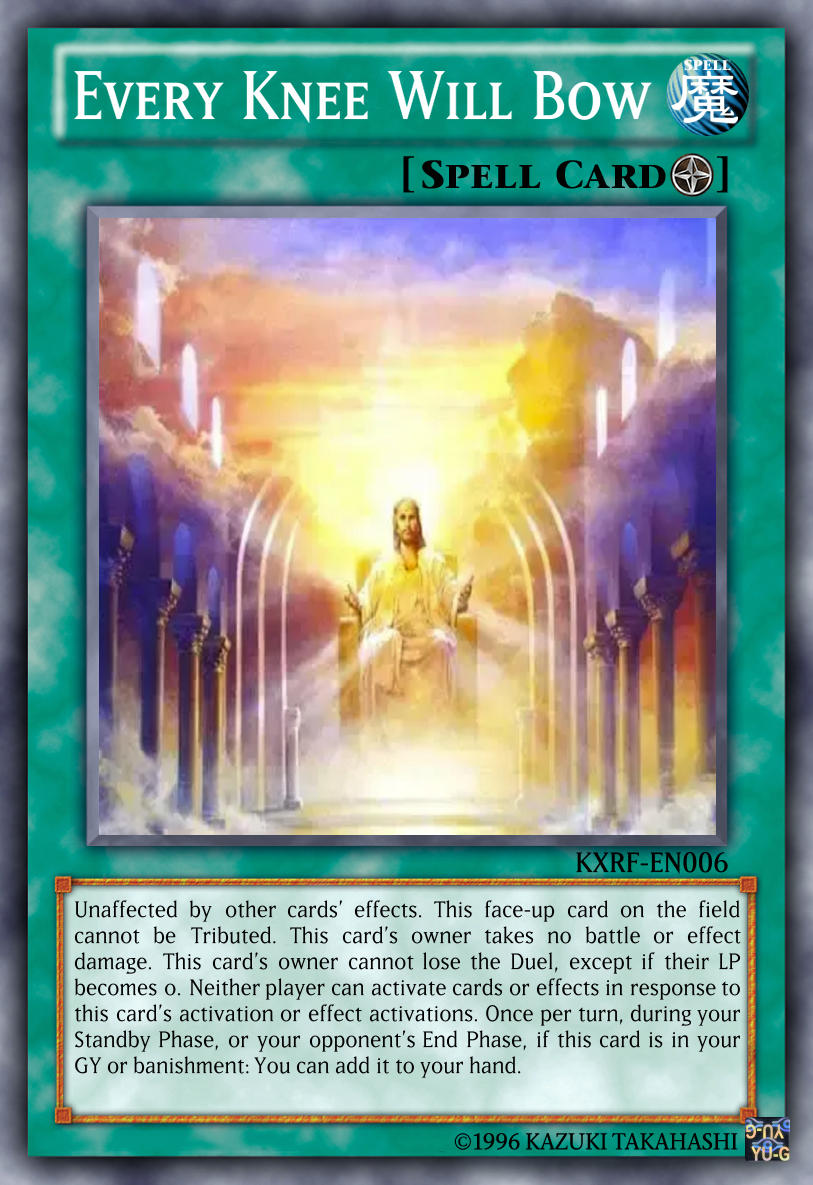 Every Knee Will Bow
SPELL
魔
[Spell Card]
KXRF-EN006
Unaffected by other cards' effects. This face-up card on the field
cannot be Tributed. This card's owner takes no battle or effect
damage. This card's owner cannot lose the Duel, except if their LP
becomes 0. Neither player can activate cards or effects in response to
this card's activation or effect activations. Once per turn, during your
Standby Phase, or your opponent's End Phase, if this card is in your
GY or banishment: You can add it to your hand.
©1996 KAZUKI TAKAHASHI
YU-G
YU-G